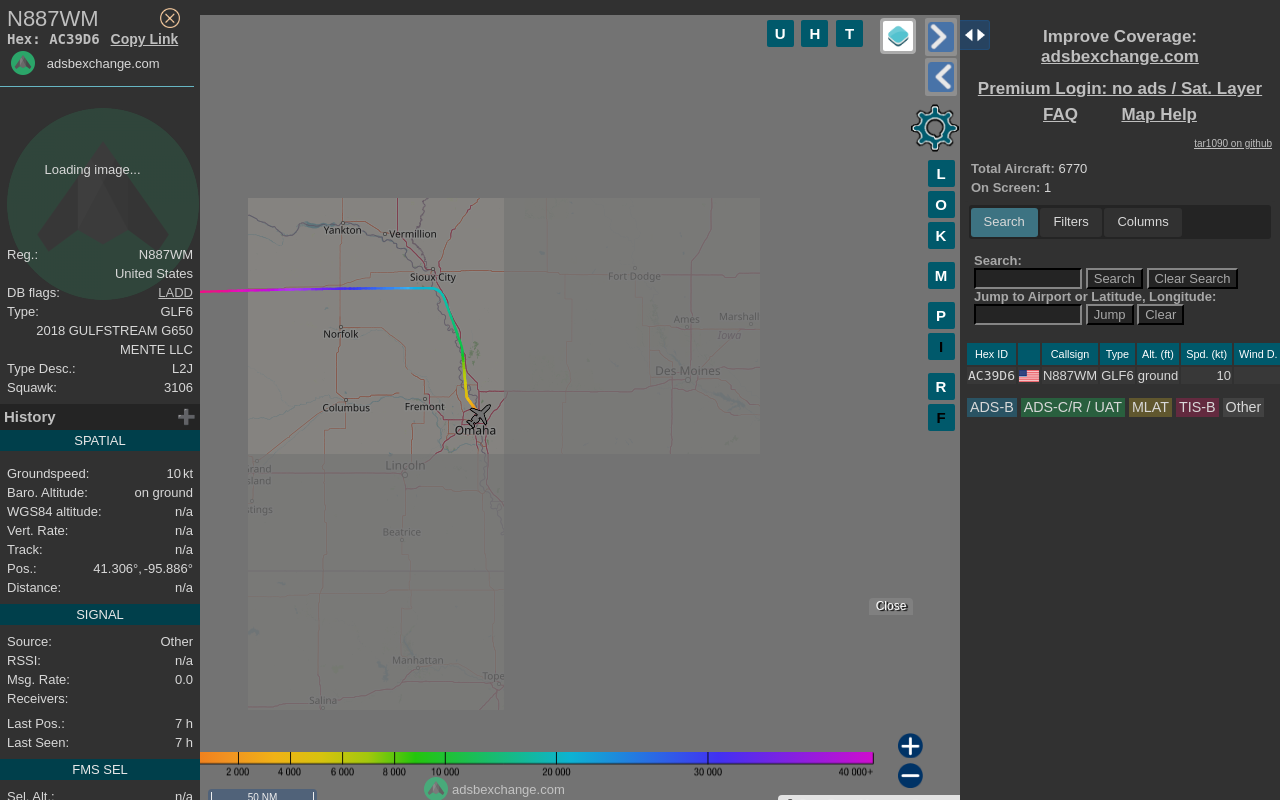 N887WM
Hex: AC39D6 Copy Link
adsbexchange.com
Loading image...
Reg.: N887WM
United States
DB flags: LADD
Type: GLF6
2018 GULFSTREAM G650
MENTE LLC
Type Desc.: L2J
Squawk: 3106
History
SPATIAL
Groundspeed: 10 kt
Baro. Altitude: on ground
WGS84 altitude: n/a
Vert. Rate: n/a
Track: n/a
Pos.: 41.306°, -95.886°
Distance: n/a
SIGNAL
Source: Other
RSSI: n/a
Msg. Rate: 0.0
Receivers:
Last Pos.: 7 h
Last Seen: 7 h
FMS SEL
Sel. Alt.: n/a
U H T
L
O
K
M
P
I
R
F
Yankton
Vermillion
Sioux City
Fort Dodge
Norfolk
Ames
Marshall
Iowa
Des Moines
Columbus
Fremont
Omaha
Lincoln
rand
sland
stings
Beatrice
Manhattan
Tope
Salina
Close
2 000 4 000 6 000 8 000 10 000 20 000 30 000 40 000+
adsbexchange.com
50 NM
Improve Coverage:
adsbexchange.com
Premium Login: no ads / Sat. Layer
FAQ Map Help
tar1090 on github
Total Aircraft: 6770
On Screen: 1
Search Filters Columns
Search:
Search Clear Search
Jump to Airport or Latitude, Longitude:
Jump Clear
Hex ID Callsign Type Alt. (ft) Spd. (kt) Wind D.
AC39D6 N887WM GLF6 ground 10
ADS-B ADS-C/R / UAT MLAT TIS-B Other